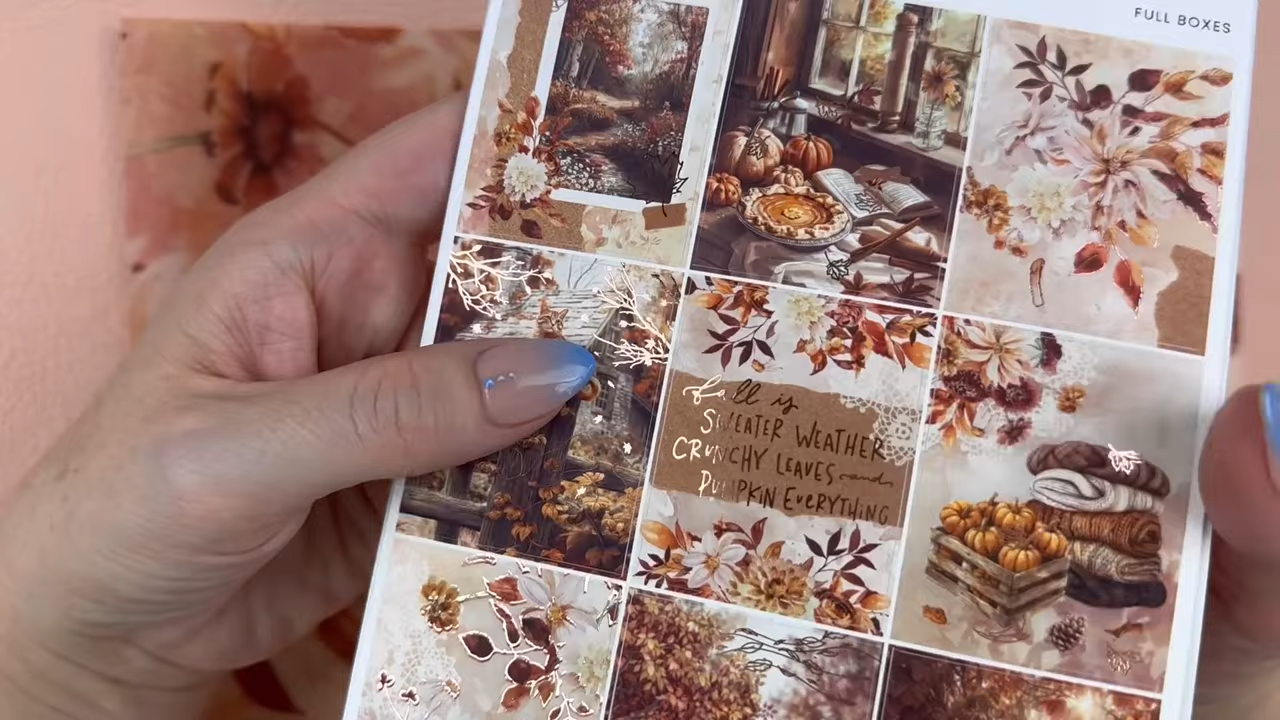 FULL BOXES
fall is
SWEATER WEATHER
CRUNCHY LEAVES and
PUMPKIN EVERYTHING